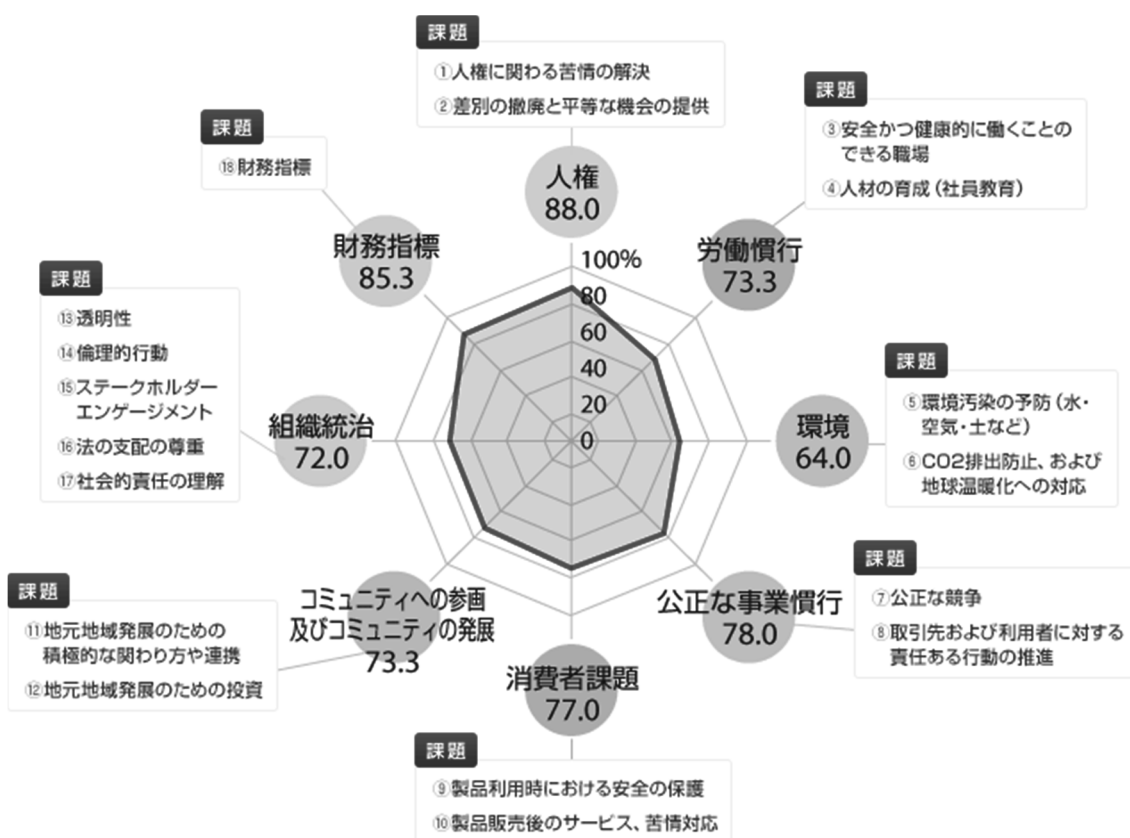 課題
①人権に関わる苦情の解決
②差別の撤廃と平等な機会の提供
人権
88.0
課題
③安全かつ健康的に働くことの
できる職場
④人材の育成（社員教育）
労働慣行
73.3
課題
⑤環境汚染の予防（水・
空気・土など）
⑥CO2排出防止、および
地球温暖化への対応
環境
64.0
課題
⑦公正な競争
⑧取引先および利用者に対する
責任ある行動の推進
公正な事業慣行
78.0
消費者課題
77.0
課題
⑨製品利用時における安全の保護
⑩製品販売後のサービス、苦情対応
コミュニティへの参画
及びコミュニティの発展
73.3
課題
⑪地元地域発展のための
積極的な関わり方や連携
⑫地元地域発展のための投資
組織統治
72.0
課題
⑬透明性
⑭倫理的行動
⑮ステークホルダー
エンゲージメント
⑯法の支配の尊重
⑰社会的責任の理解
財務指標
85.3
課題
⑱財務指標
100%
80
60
40
20
0